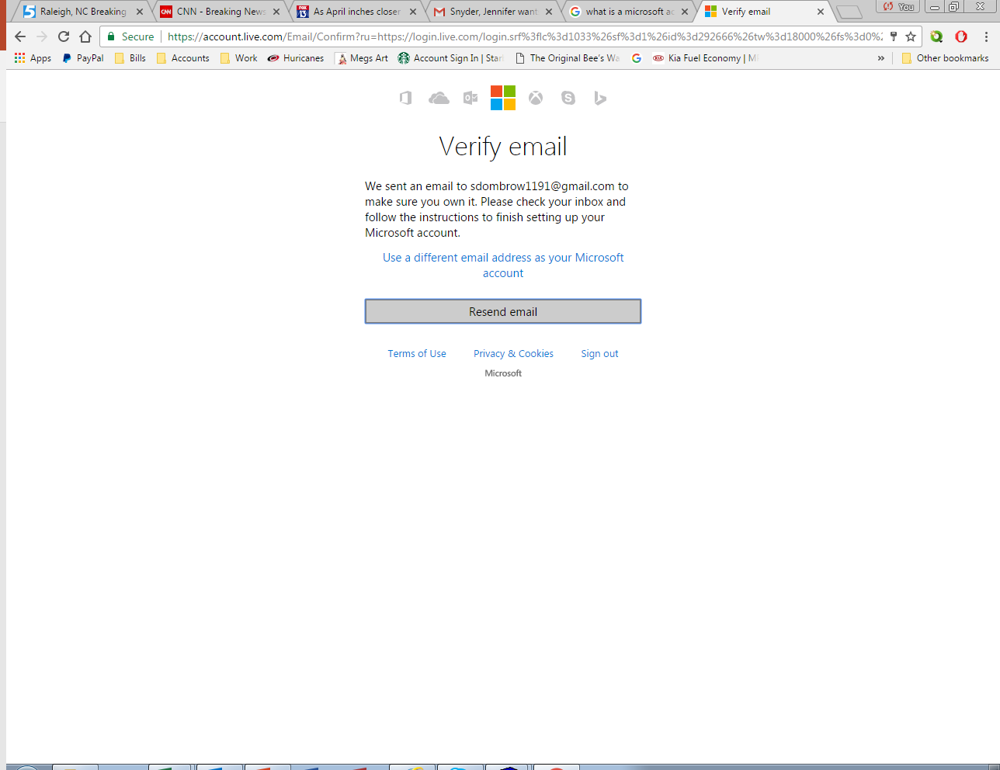 Raleigh, NC Breaking
CNN - Breaking News
As April inches closer
Snyder, Jennifer want
what is a microsoft ac
Verify email
You
Secure
https://account.live.com/Email/Confirm?ru=https://login.live.com/login.srf%3flc%3d1033%26sf%3d1%26id%3d292666%26tw%3d18000%26fs%3d0%2
Apps
PayPal
Bills
Accounts
Work
Huricanes
Megs Art
Account Sign In | Star
The Original Bee's Wa
Kia Fuel Economy | M
»
Other bookmarks
Verify email
We sent an email to sdombrow1191@gmail.com to
make sure you own it. Please check your inbox and
follow the instructions to finish setting up your
Microsoft account.
Use a different email address as your Microsoft
account
Resend email
Terms of Use
Privacy & Cookies
Sign out
Microsoft